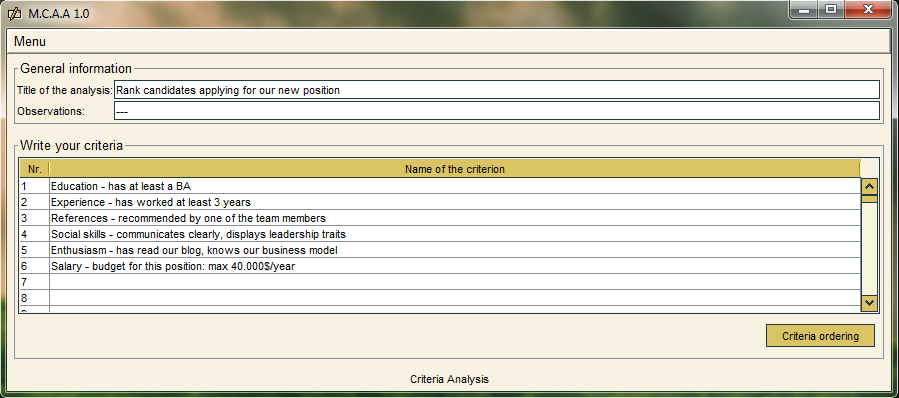 M.C.A.A 1.0
Menu
General information
Title of the analysis: Rank candidates applying for our new position
Observations: ---
Write your criteria
Nr. Name of the criterion
1 Education - has at least a BA
2 Experience - has worked at least 3 years
3 References - recommended by one of the team members
4 Social skills - communicates clearly, displays leadership traits
5 Enthusiasm - has read our blog, knows our business model
6 Salary - budget for this position: max 40.000$/year
7
8
Criteria ordering
Criteria Analysis